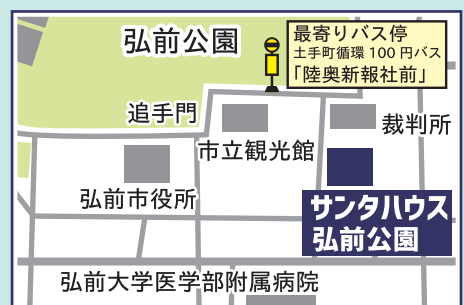 弘前公園
最寄りバス停
土手町循環100円バス
「陸奥新報社前」
追手門
裁判所
市立観光館
弘前市役所
サンタハウス
弘前公園
弘前大学医学部附属病院